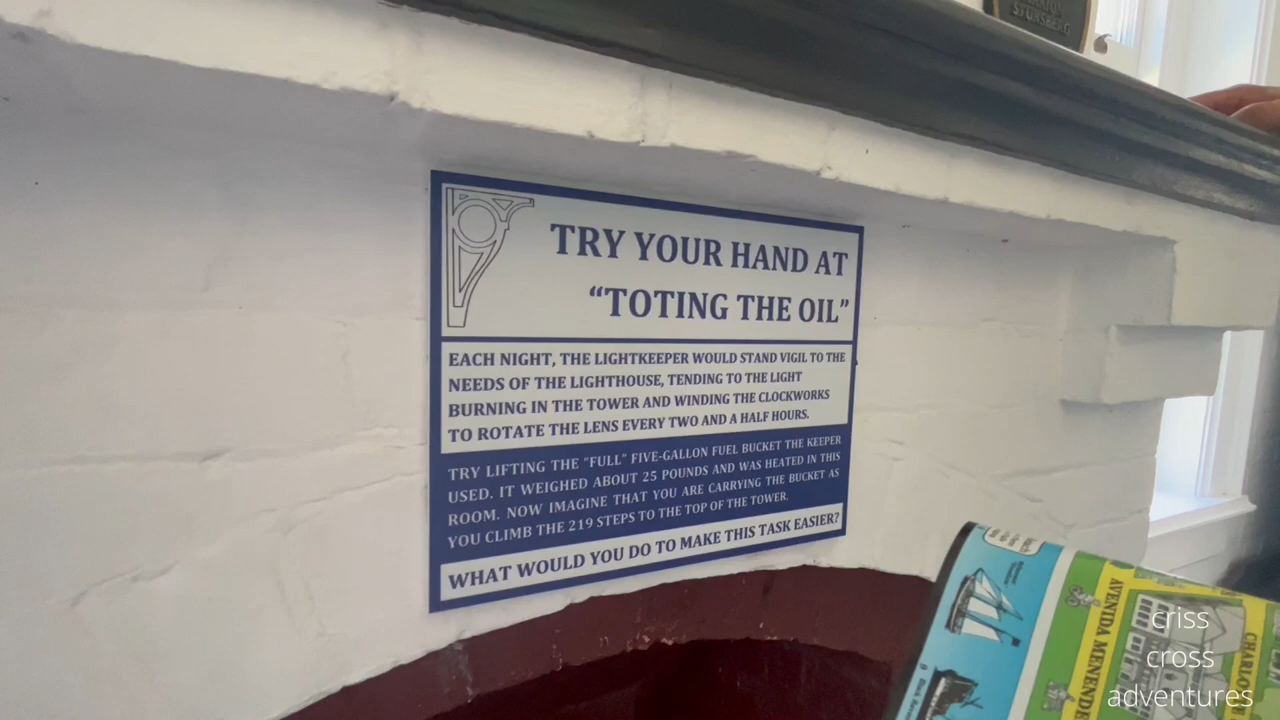 STURSBERG
TRY YOUR HAND AT
"TOTING THE OIL"
EACH NIGHT, THE LIGHTKEEPER WOULD STAND VIGIL TO THE
NEEDS OF THE LIGHTHOUSE, TENDING TO THE LIGHT
BURNING IN THE TOWER AND WINDING THE CLOCKWORKS
TO ROTATE THE LENS EVERY TWO AND A HALF HOURS.
TRY LIFTING THE "FULL" FIVE-GALLON FUEL BUCKET THE KEEPER
USED. IT WEIGHED ABOUT 25 POUNDS AND WAS HEATED IN THIS
ROOM. NOW IMAGINE THAT YOU ARE CARRYING THE BUCKET AS
YOU CLIMB THE 219 STEPS TO THE TOP OF THE TOWER.
WHAT WOULD YOU DO TO MAKE THIS TASK EASIER?
AVENIDA MENENDE
CHARLO
criss
cross
adventures